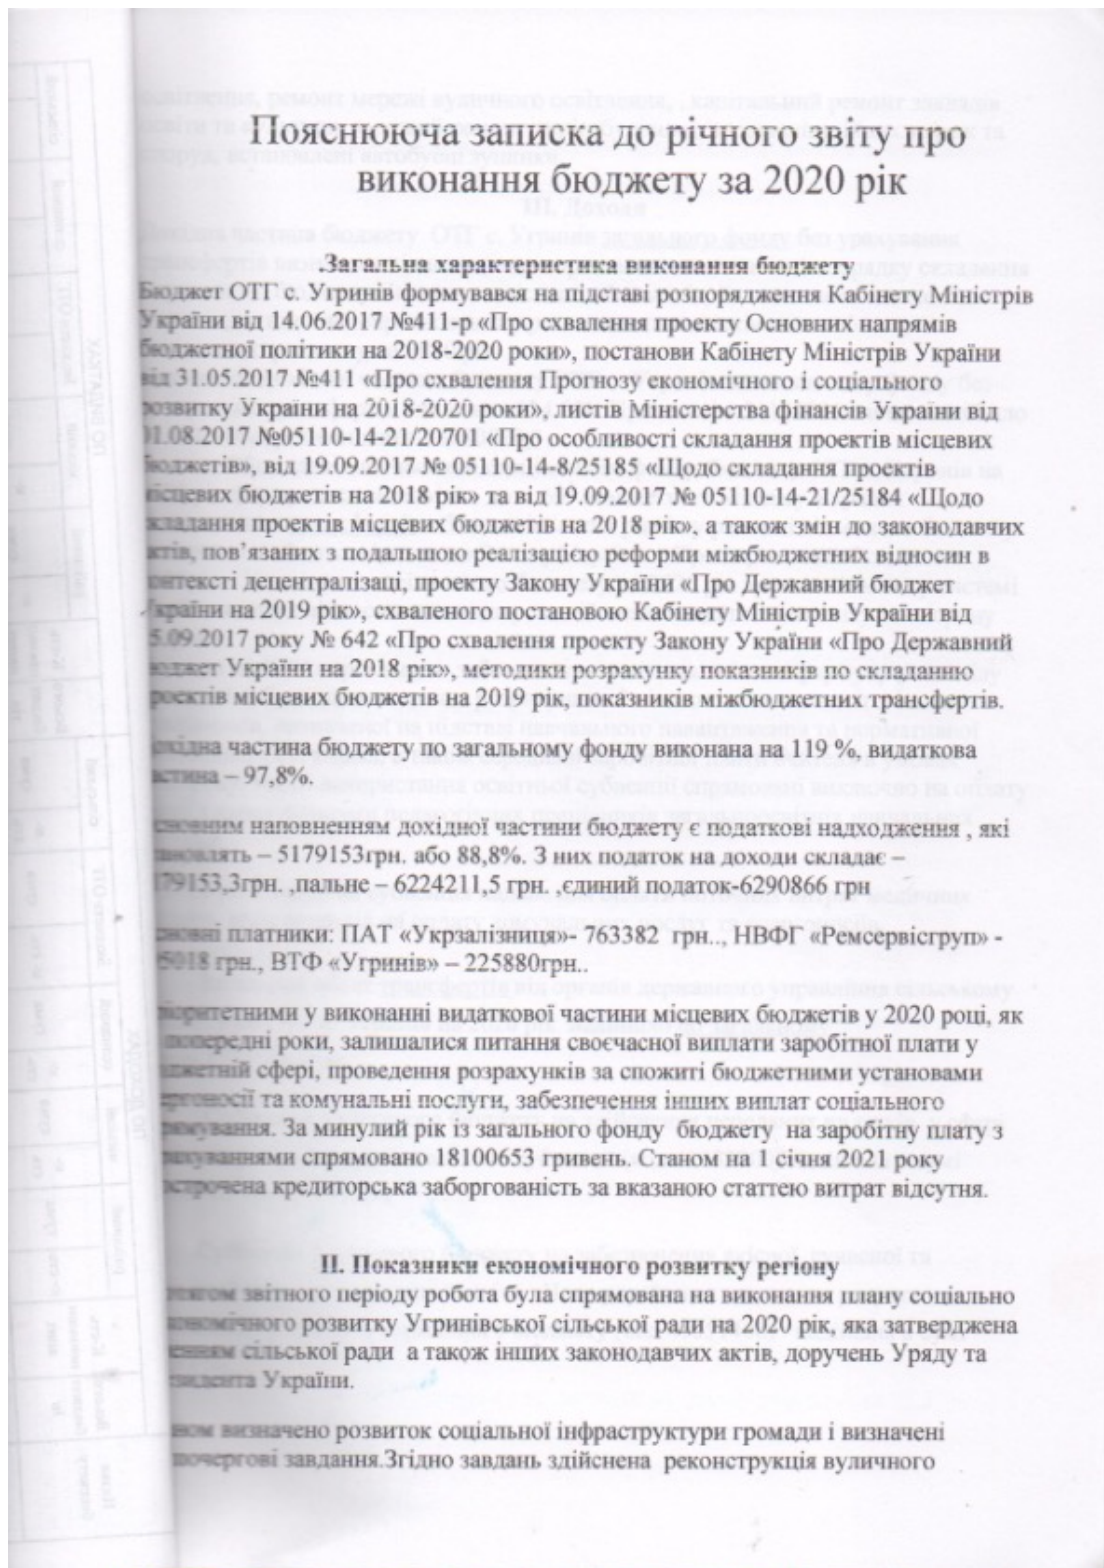 Пояснююча записка до річного звіту про
виконання бюджету за 2020 рік
.Загальна характеристика виконання бюджету
Бюджет ОТГ с. Угринів формувався на підставі розпорядження Кабінету Міністрів
України від 14.06.2017 №411-р «Про схвалення проекту Основних напрямів
бюджетної політики на 2018-2020 роки», постанови Кабінету Міністрів України
від 31.05.2017 №411 «Про схвалення Прогнозу економічного і соціального
розвитку України на 2018-2020 роки», листів Міністерства фінансів України від
01.08.2017 №05110-14-21/20701 «Про особливості складання проектів місцевих
бюджетів», від 19.09.2017 № 05110-14-8/25185 «Щодо складання проектів
місцевих бюджетів на 2018 рік» та від 19.09.2017 № 05110-14-21/25184 «Щодо
складання проектів місцевих бюджетів на 2018 рік», а також змін до законодавчих
актів, пов’язаних з подальшою реалізацією реформи міжбюджетних відносин в
контексті децентралізаці, проекту Закону України «Про Державний бюджет
України на 2019 рік», схваленого постановою Кабінету Міністрів України від
5.09.2017 року № 642 «Про схвалення проекту Закону України «Про Державний
бюджет України на 2018 рік», методики розрахунку показників по складанню
проектів місцевих бюджетів на 2019 рік, показників міжбюджетних трансфертів.
дохідна частина бюджету по загальному фонду виконана на 119 %, видаткова
частина – 97,8%.
основним наповненням дохідної частини бюджету є податкові надходження , які
становлять – 5179153грн. або 88,8%. З них податок на доходи складає –
179153,3грн. ,пальне – 6224211,5 грн. ,єдиний податок-6290866 грн
основні платники: ПАТ «Укрзалізниця»- 763382 грн.., НВФГ «Ремсервісгруп» -
5018 грн., ВТФ «Угринів» – 225880грн..
пріоритетними у виконанні видаткової частини місцевих бюджетів у 2020 році, як
попередні роки, залишалися питання своєчасної виплати заробітної плати у
бюджетній сфері, проведення розрахунків за спожиті бюджетними установами
енергоносії та комунальні послуги, забезпечення інших виплат соціального
спрямування. За минулий рік із загального фонду бюджету на заробітну плату з
нарахуваннями спрямовано 18100653 гривень. Станом на 1 січня 2021 року
прострочена кредиторська заборгованість за вказаною статтею витрат відсутня.
ІІ. Показники економічного розвитку регіону
протягом звітного періоду робота була спрямована на виконання плану соціально
економічного розвитку Угринівської сільської ради на 2020 рік, яка затверджена
рішенням сільської ради а також інших законодавчих актів, доручень Уряду та
Президента України.
визначено розвиток соціальної інфраструктури громади і визначені
першочергові завдання.Згідно завдань здійснена реконструкція вуличного